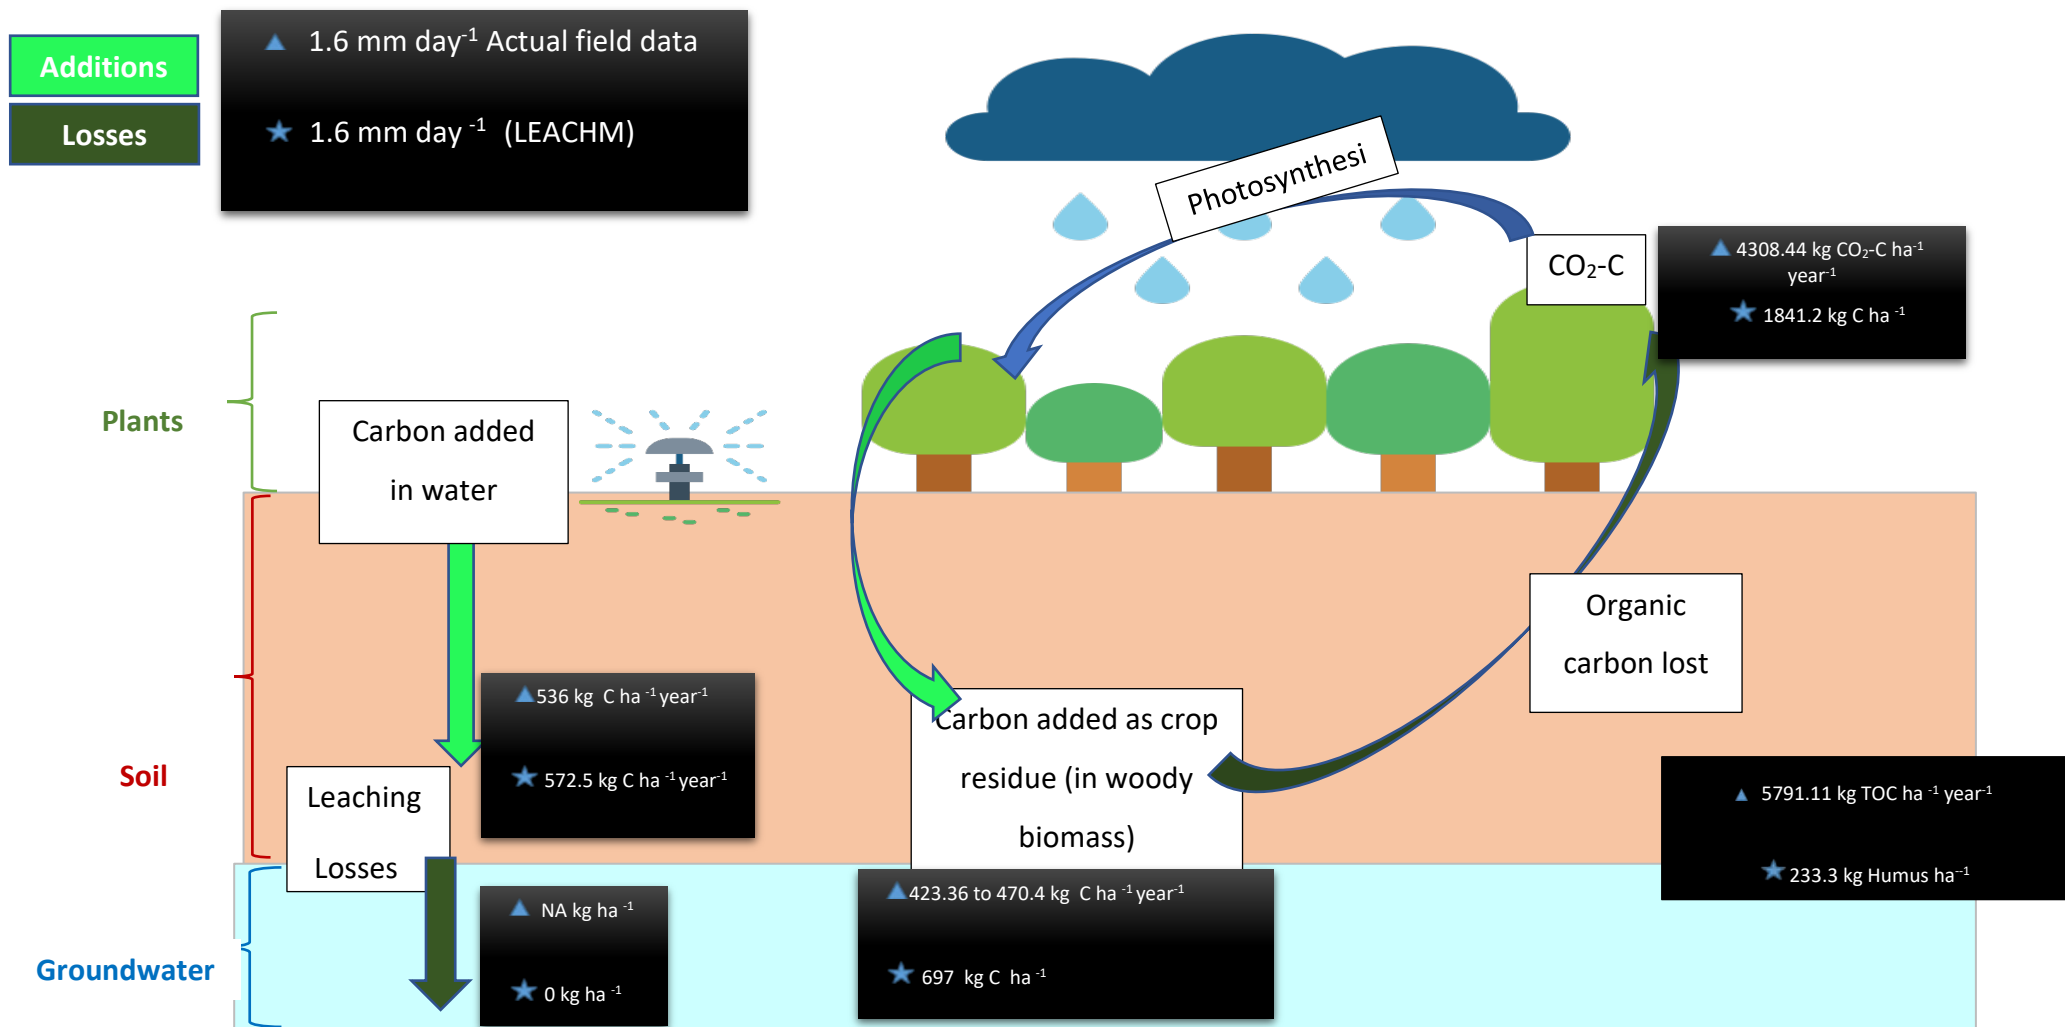 Additions
Losses
1.6 mm day-1 Actual field data
1.6 mm day -1 (LEACHM)
Photosynthesi
CO2-C
4308.44 kg CO2-C ha-1
year-1
1841.2 kg C ha -1
Plants
Carbon added
in water
Organic
carbon lost
Soil
536 kg C ha -1 year-1
572.5 kg C ha -1 year-1
Carbon added as crop
residue (in woody
biomass)
Leaching
Losses
5791.11 kg TOC ha -1 year-1
233.3 kg Humus ha--1
Groundwater
NA kg ha -1
0 kg ha -1
423.36 to 470.4 kg C ha -1 year-1
697 kg C ha -1